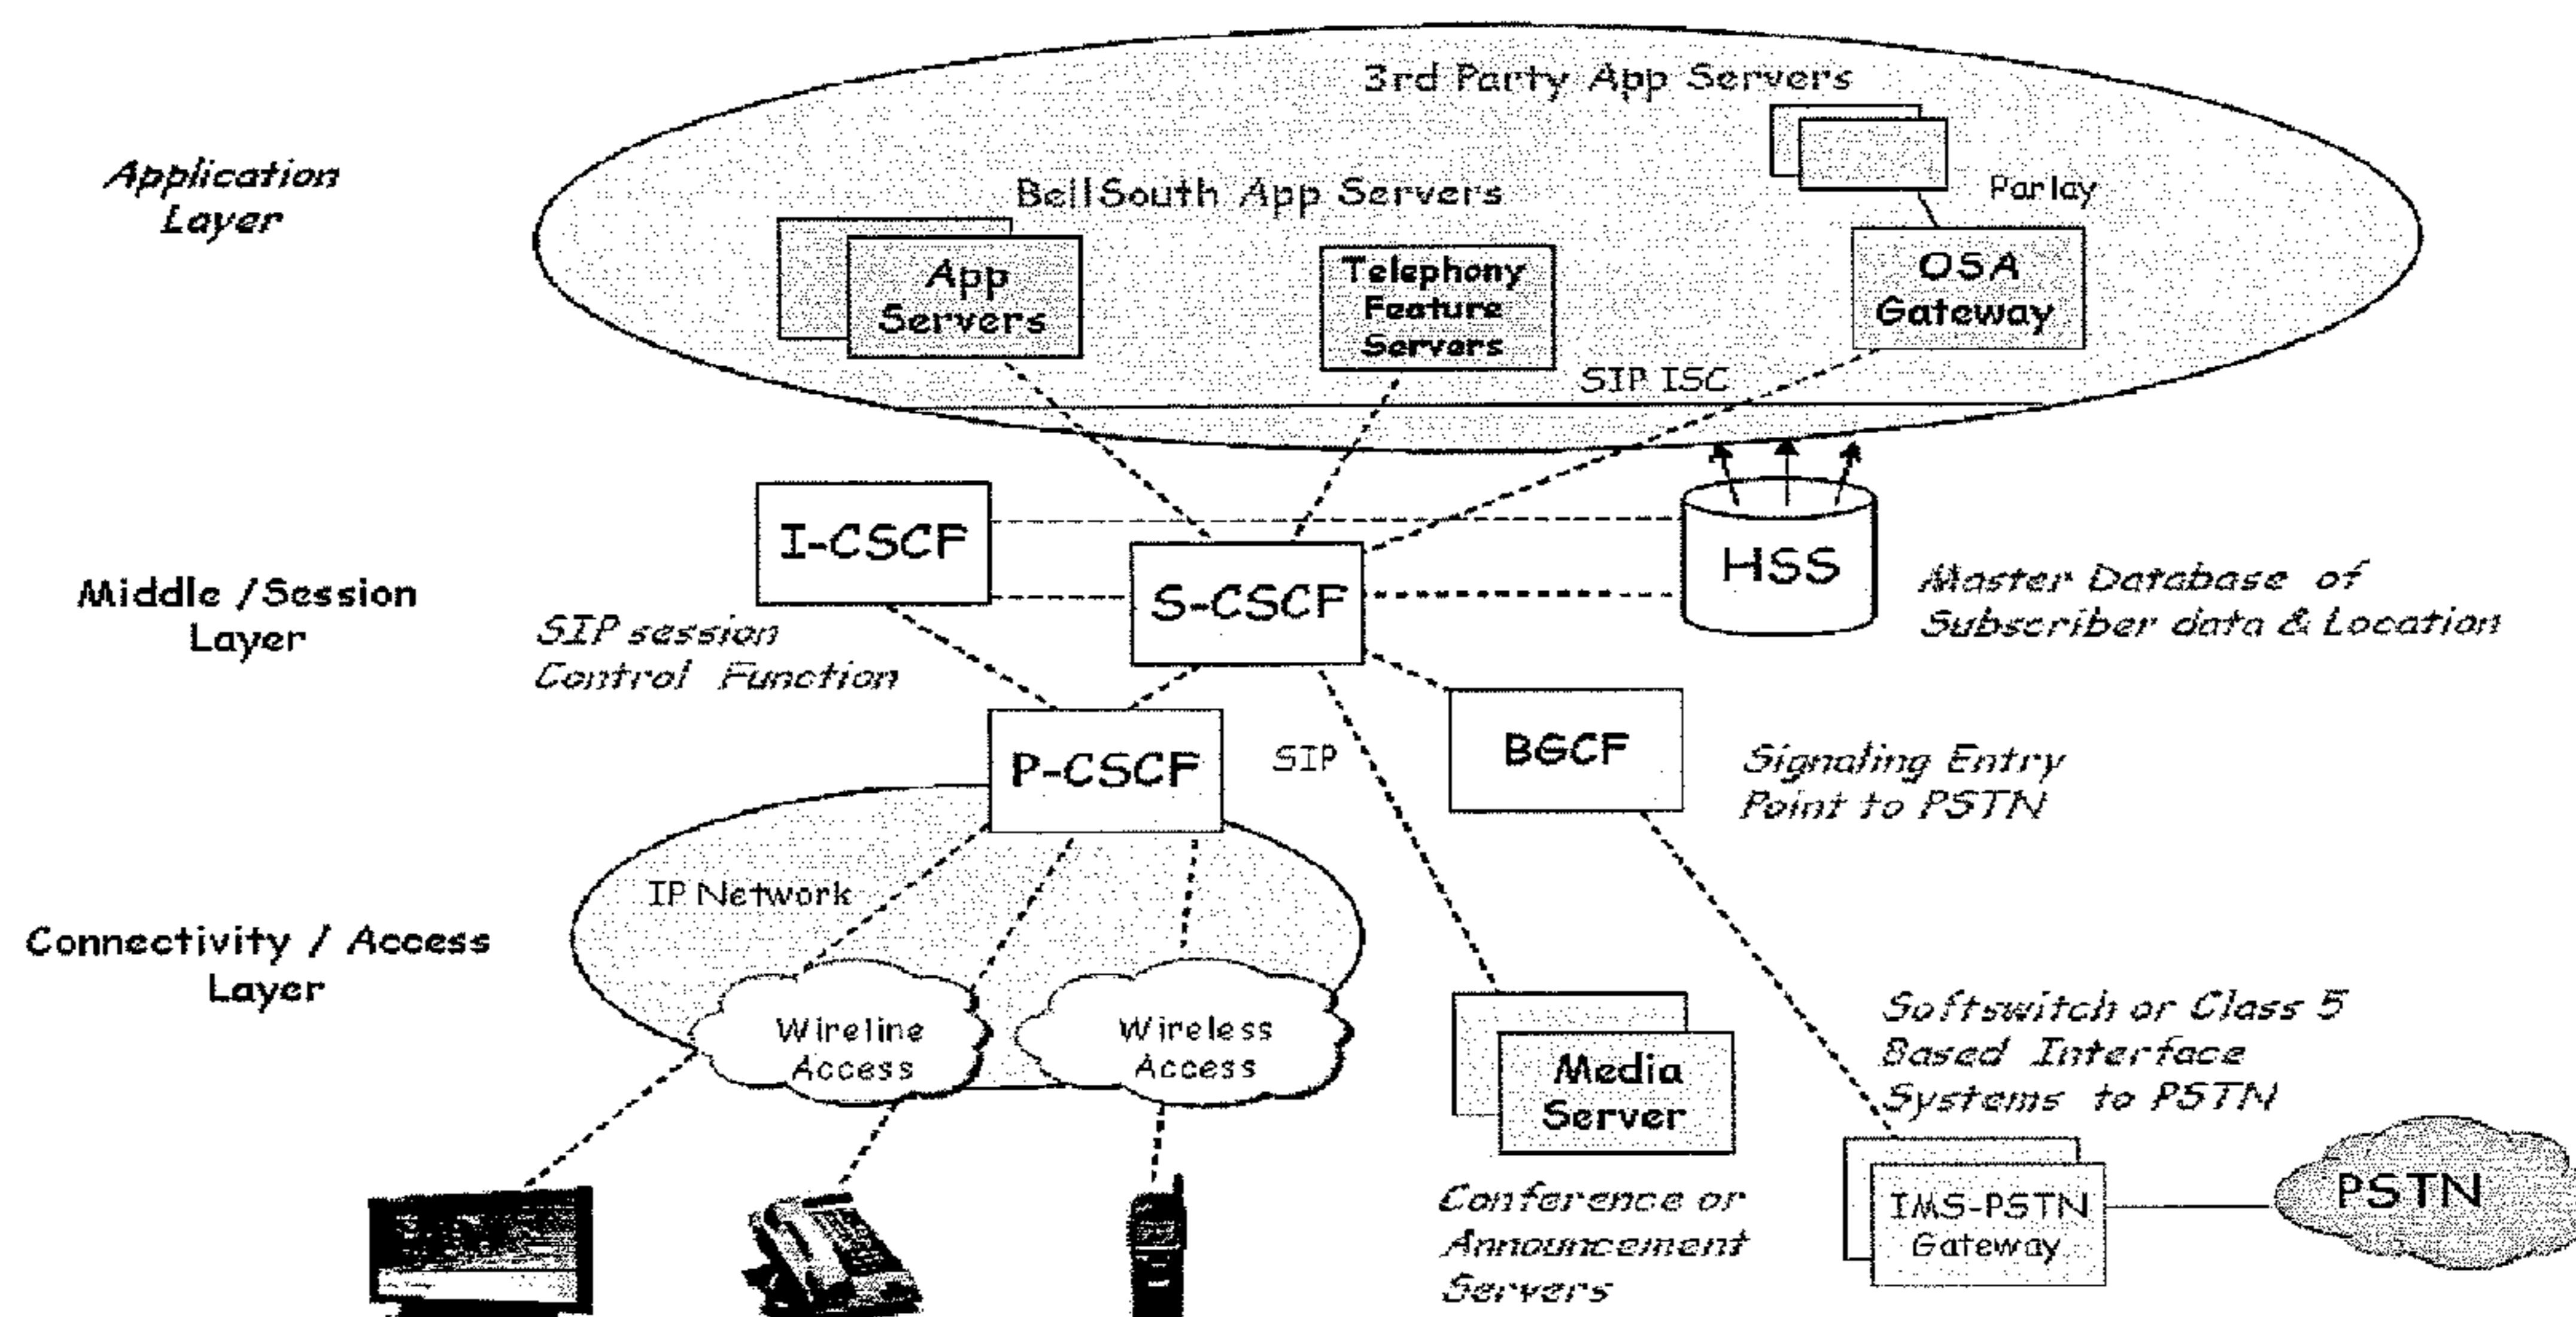 3rd Party App Servers
Application
Layer
BellSouth App Servers
Parlay
App
Servers
Telephony
Feature
Servers
OSA
Gateway
SIP ISC
I-CSCF
S-CSCF
HSS
Middle /Session
Layer
SIP session
Control Function
Master Database of
Subscriber data & Location
P-CSCF
SIP
BGCF
Signaling Entry
Point to PSTN
IP Network
Connectivity / Access
Layer
Wireline
Access
Wireless
Access
Media
Server
Softswitch or Class 5
Based Interface
Systems to PSTN
Conference or
Announcement
Servers
IMS-PSTN
Gateway
PSTN